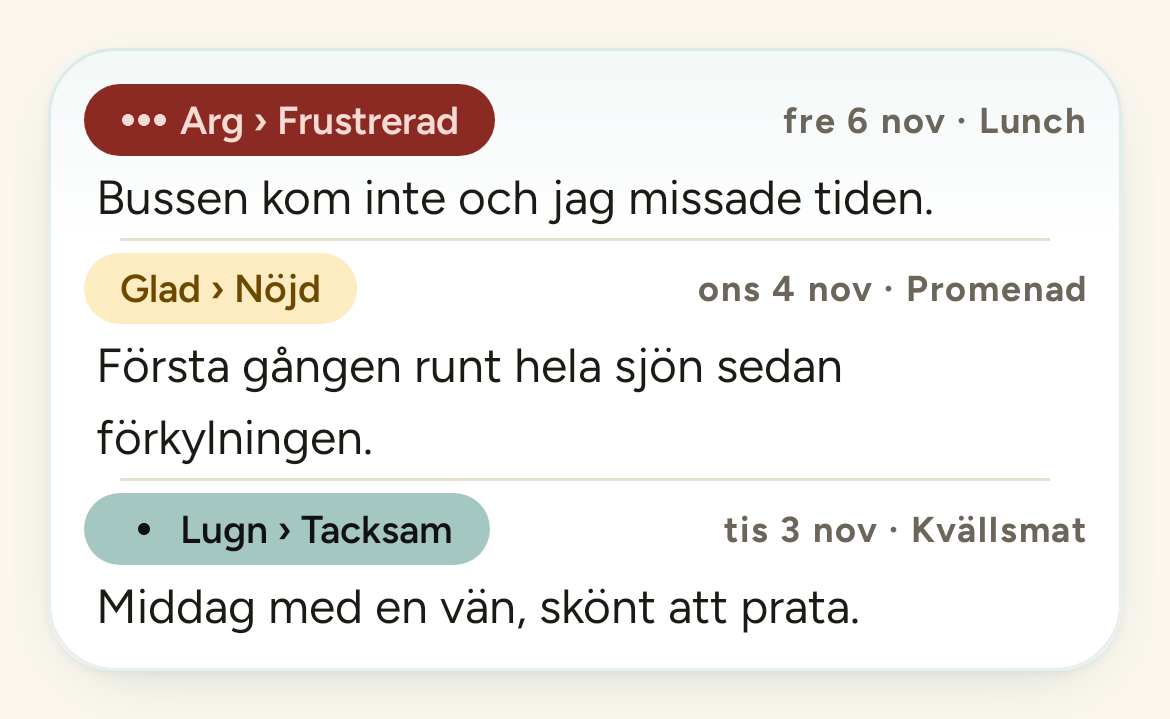 ••• Arg › Frustrerad fre 6 nov · Lunch
Bussen kom inte och jag missade tiden.
Glad › Nöjd ons 4 nov · Promenad
Första gången runt hela sjön sedan
förkylningen.
• Lugn › Tacksam tis 3 nov · Kvällsmat
Middag med en vän, skönt att prata.